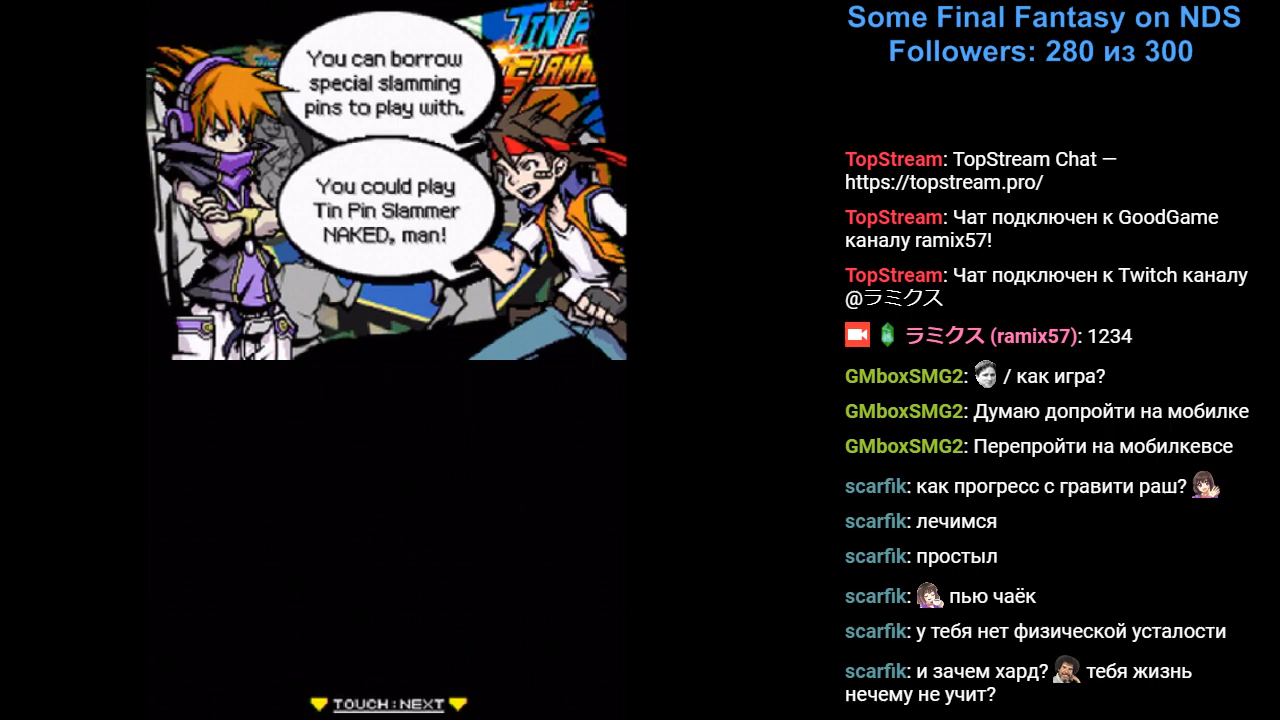 You can borrow
special slamming
pins to play with.
You could play
Tin Pin Slammer
NAKED, man!
TIN P
SLAMM
TOUCH:NEXT
Some Final Fantasy on NDS
Followers: 280 из 300
TopStream: TopStream Chat —
https://topstream.pro/
TopStream: Чат подключен к GoodGame
каналу ramix57!
TopStream: Чат подключен к Twitch каналу
@ラミクス
ラミクス (ramix57): 1234
GMboxSMG2: / как игра?
GMboxSMG2: Думаю допройти на мобилке
GMboxSMG2: Перепройти на мобилкевсе
scarfik: как прогресс с гравити раш?
scarfik: лечимся
scarfik: простыл
scarfik: пью чаёк
scarfik: у тебя нет физической усталости
scarfik: и зачем хард? тебя жизнь
нечему не учит?